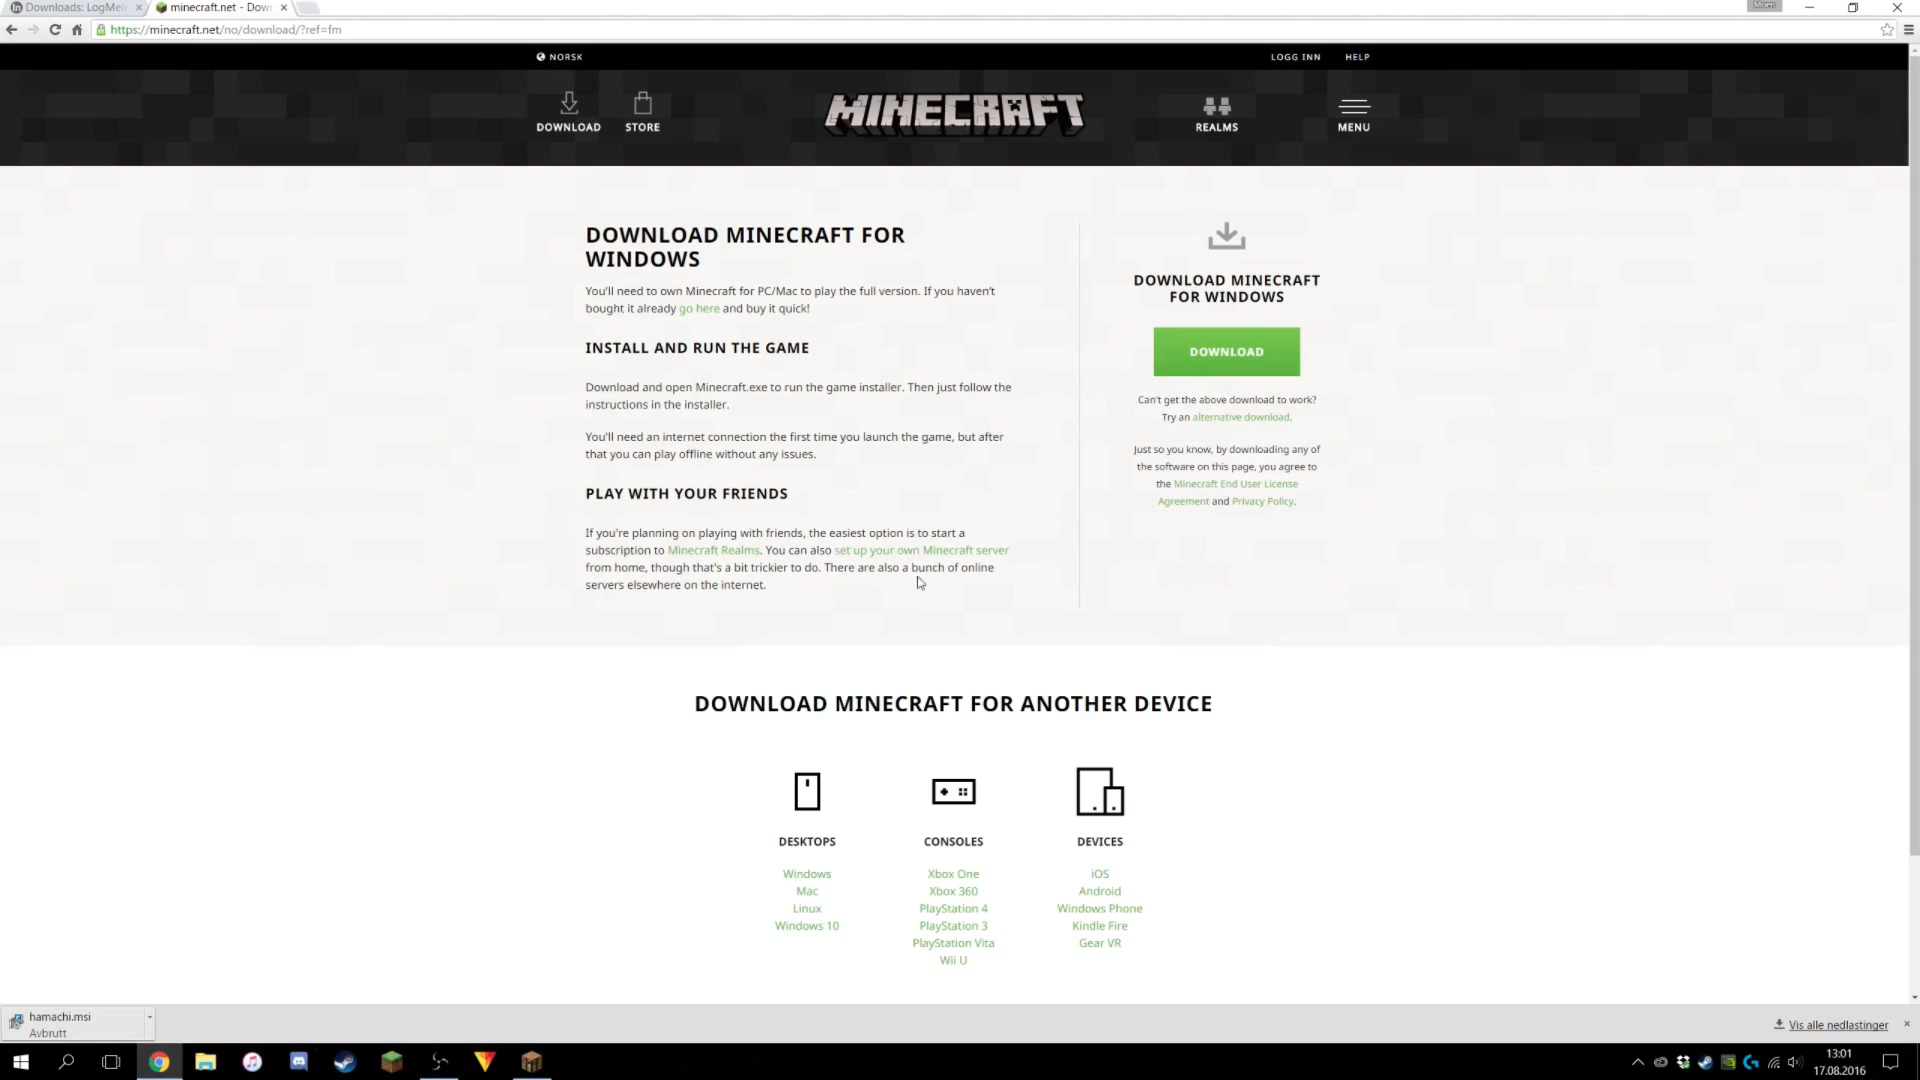 Downloads: LogMeIn
minecraft.net - Down
Moen
https://minecraft.net/no/download/?ref=fm
NORSK
LOGG INN
HELP
DOWNLOAD
STORE
MINECRAFT
REALMS
MENU
DOWNLOAD MINECRAFT FOR
WINDOWS
You'll need to own Minecraft for PC/Mac to play the full version. If you haven't
bought it already go here and buy it quick!
INSTALL AND RUN THE GAME
Download and open Minecraft.exe to run the game installer. Then just follow the
instructions in the installer.
You'll need an internet connection the first time you launch the game, but after
that you can play offline without any issues.
PLAY WITH YOUR FRIENDS
If you're planning on playing with friends, the easiest option is to start a
subscription to Minecraft Realms. You can also set up your own Minecraft server
from home, though that's a bit trickier to do. There are also a bunch of online
servers elsewhere on the internet.
DOWNLOAD MINECRAFT
FOR WINDOWS
DOWNLOAD
Can't get the above download to work?
Try an alternative download.
Just so you know, by downloading any of
the software on this page, you agree to
the Minecraft End User License
Agreement and Privacy Policy.
DOWNLOAD MINECRAFT FOR ANOTHER DEVICE
DESKTOPS
Windows
Mac
Linux
Windows 10
CONSOLES
Xbox One
Xbox 360
PlayStation 4
PlayStation 3
PlayStation Vita
Wii U
DEVICES
iOS
Android
Windows Phone
Kindle Fire
Gear VR
hamachi.msi
Avbrutt
Vis alle nedlastinger
13:01
17.08.2016